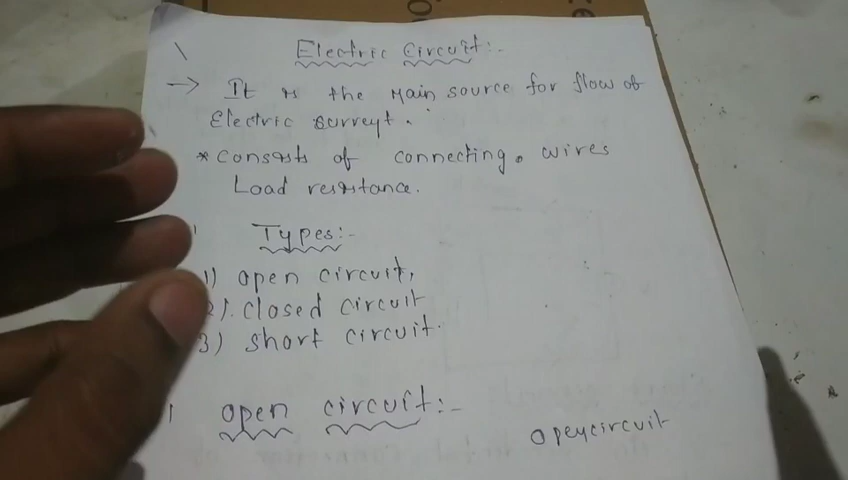 Electric Circuit:-
→ It is the Main source for flow of
Electric Current.
* Consists of connecting. wires
Load resistance.
Types:-
1) open circuit,
2). closed circuit
3) short circuit.
open circuit:-
open circuit